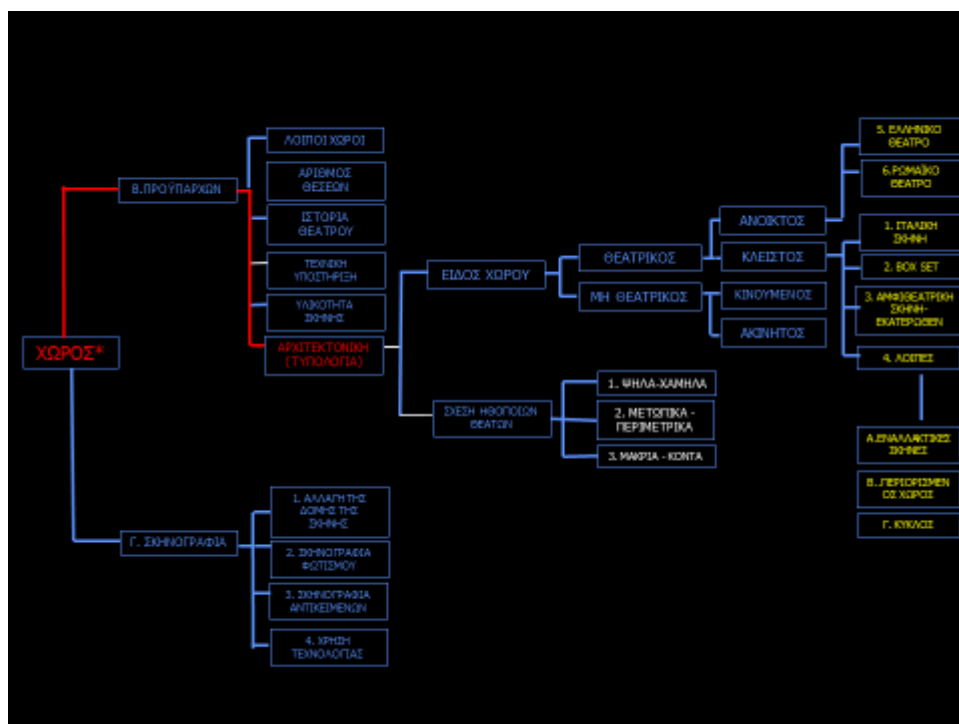 ΧΩΡΟΣ*
Β.ΠΡΟΫΠΑΡΧΩΝ
ΛΟΙΠΟΙ ΧΩΡΟΙ
ΑΡΙΘΜΟΣ
ΘΕΣΕΩΝ
ΙΣΤΟΡΙΑ
ΘΕΑΤΡΟΥ
ΤΕΧΝΙΚΗ
ΥΠΟΣΤΗΡΙΞΗ
ΥΛΙΚΟΤΗΤΑ
ΣΚΗΝΗΣ
ΑΡΧΙΤΕΚΤΟΝΙΚΗ
(ΤΥΠΟΛΟΓΙΑ)
ΕΙΔΟΣ ΧΩΡΟΥ
ΘΕΑΤΡΙΚΟΣ
ΑΝΟΙΚΤΟΣ
5. ΕΛΛΗΝΙΚΟ
ΘΕΑΤΡΟ
6.ΡΩΜΑΪΚΟ
ΘΕΑΤΡΟ
ΚΛΕΙΣΤΟΣ
1. ΙΤΑΛΙΚΗ
ΣΚΗΝΗ
2. BOX SET
3. ΑΜΦΙΘΕΑΤΡΙΚΗ
ΣΚΗΝΗ-
ΕΚΑΤΕΡΩΘΕΝ
4. ΛΟΙΠΕΣ
Α.ΕΝΑΛΛΑΚΤΙΚΕΣ
ΣΚΗΝΕΣ
Β..ΠΕΡΙΟΡΙΣΜΕΝ
ΟΣ ΧΩΡΟΣ
Γ. ΚΥΚΛΟΣ
ΜΗ ΘΕΑΤΡΙΚΟΣ
ΚΙΝΟΥΜΕΝΟΣ
ΑΚΙΝΗΤΟΣ
ΣΧΕΣΗ ΗΘΟΠΟΙΩΝ
ΘΕΑΤΩΝ
1. ΨΗΛΑ-ΧΑΜΗΛΑ
2. ΜΕΤΩΠΙΚΑ -
ΠΕΡΙΜΕΤΡΙΚΑ
3. ΜΑΚΡΙΑ - ΚΟΝΤΑ
Γ. ΣΚΗΝΟΓΡΑΦΙΑ
1. ΑΛΛΑΓΗ ΤΗΣ
ΔΟΜΗΣ ΤΗΣ
ΣΚΗΝΗΣ
2. ΣΚΗΝΟΓΡΑΦΙΑ
ΦΩΤΙΣΜΟΥ
3. ΣΚΗΝΟΓΡΑΦΙΑ
ΑΝΤΙΚΕΙΜΕΝΩΝ
4. ΧΡΗΣΗ
ΤΕΧΝΟΛΟΓΙΑΣ